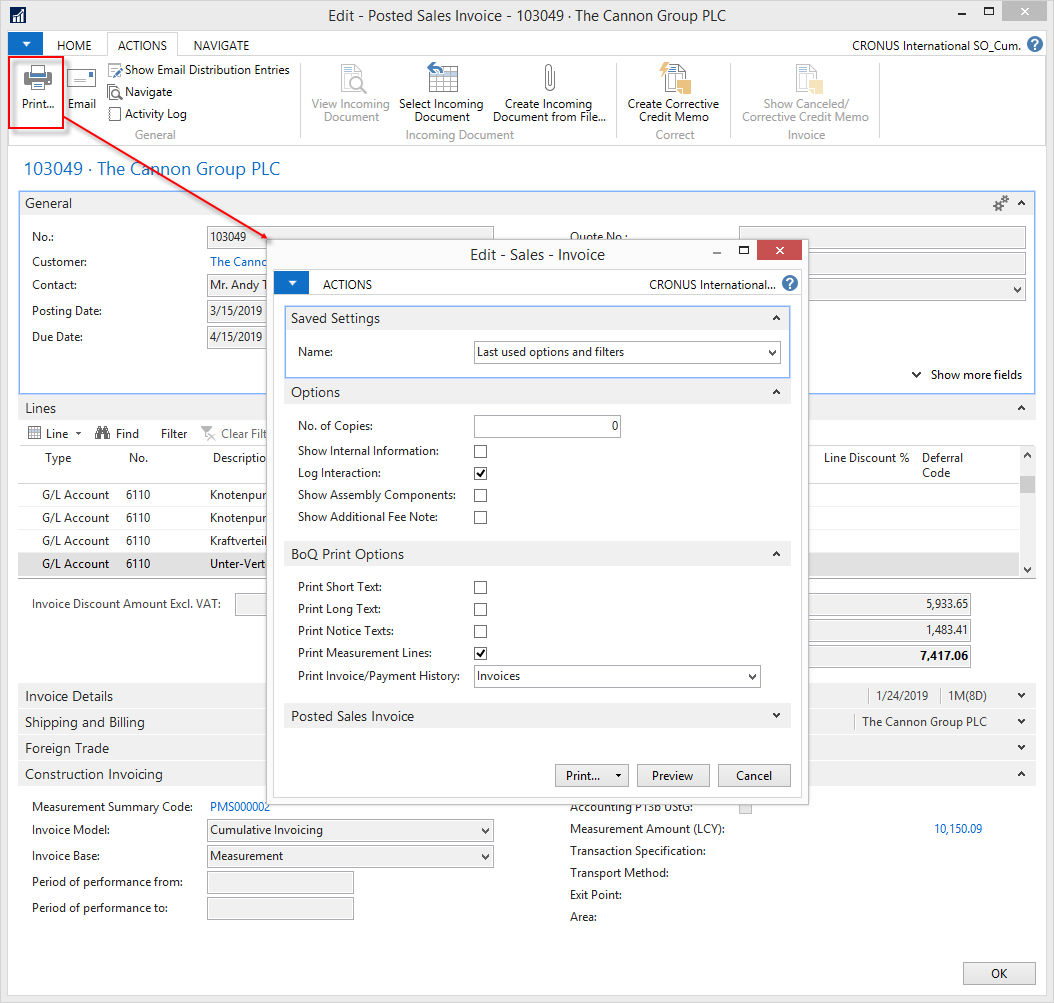 Edit - Posted Sales Invoice - 103049 · The Cannon Group PLC
HOME ACTIONS NAVIGATE CRONUS International SO_Cum. ?
Print...
Email
Show Email Distribution Entries
Navigate
Activity Log
General
View Incoming Document
Select Incoming Document
Create Incoming Document from File...
Incoming Document
Create Corrective Credit Memo
Correct
Show Canceled/ Corrective Credit Memo
Invoice
103049 · The Cannon Group PLC
General
No.: 103049
Quote No.:
Customer: The Canno
Contact: Mr. Andy T
Posting Date: 3/15/2019
Due Date: 4/15/2019
Show more fields
Lines
Line Find Filter Clear Filt
Type No. Descriptio Line Discount % Deferral Code
G/L Account 6110 Knotenpur
G/L Account 6110 Knotenpur
G/L Account 6110 Kraftverteil
G/L Account 6110 Unter-Vert
Invoice Discount Amount Excl. VAT:
5,933.65
1,483.41
7,417.06
Invoice Details 1/24/2019 1M(8D)
Shipping and Billing The Cannon Group PLC
Foreign Trade
Construction Invoicing
Measurement Summary Code: PMS000002
Invoice Model: Cumulative Invoicing
Invoice Base: Measurement
Period of performance from:
Period of performance to:
Accounting P13b UStG:
Measurement Amount (LCY): 10,150.09
Transaction Specification:
Transport Method:
Exit Point:
Area:
OK
Edit - Sales - Invoice
ACTIONS CRONUS International... ?
Saved Settings
Name: Last used options and filters
Options
No. of Copies: 0
Show Internal Information:
Log Interaction:
Show Assembly Components:
Show Additional Fee Note:
BoQ Print Options
Print Short Text:
Print Long Text:
Print Notice Texts:
Print Measurement Lines:
Print Invoice/Payment History: Invoices
Posted Sales Invoice
Print... Preview Cancel